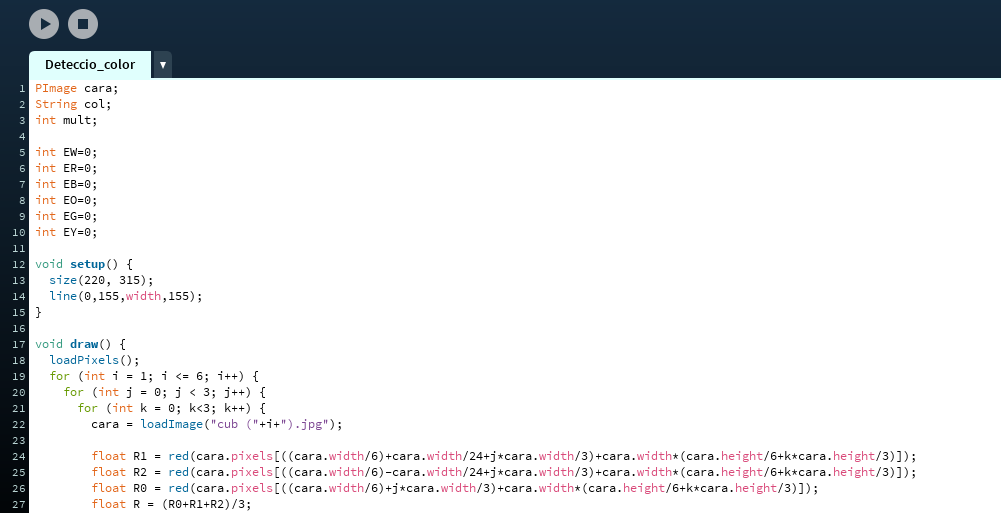 Deteccio_color ▼
1 PImage cara;
2 String col;
3 int mult;
4
5 int EW=0;
6 int ER=0;
7 int EB=0;
8 int EO=0;
9 int EG=0;
10 int EY=0;
11
12 void setup() {
13   size(220, 315);
14   line(0,155,width,155);
15 }
16
17 void draw() {
18   loadPixels();
19   for (int i = 1; i <= 6; i++) {
20     for (int j = 0; j < 3; j++) {
21       for (int k = 0; k<3; k++) {
22         cara = loadImage("cub ("+i+").jpg");
23
24         float R1 = red(cara.pixels[((cara.width/6)+cara.width/24+j*cara.width/3)+cara.width*(cara.height/6+k*cara.height/3)]);
25         float R2 = red(cara.pixels[((cara.width/6)-cara.width/24+j*cara.width/3)+cara.width*(cara.height/6+k*cara.height/3)]);
26         float R0 = red(cara.pixels[((cara.width/6)+j*cara.width/3)+cara.width*(cara.height/6+k*cara.height/3)]);
27         float R = (R0+R1+R2)/3;